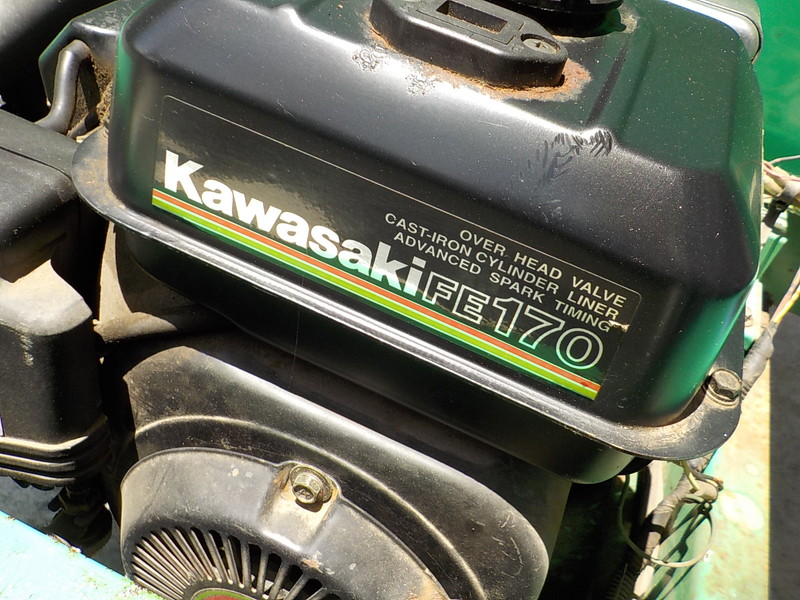 OVER HEAD VALVE
CAST-IRON CYLINDER LINER
ADVANCED SPARK TIMING
Kawasaki FE170